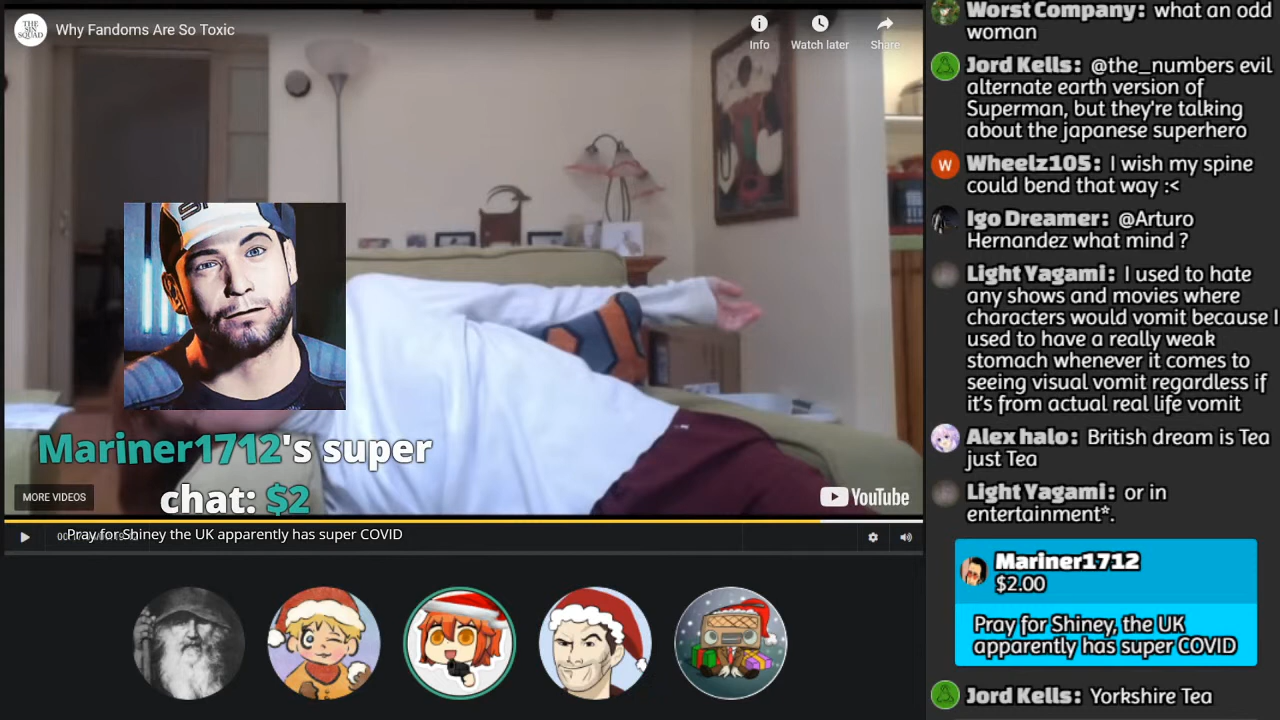 THE
SIN
SQUAD
Why Fandoms Are So Toxic
Info
Watch later
Share
Mariner1712's super
chat: $2
MORE VIDEOS
YouTube
Pray for Shiney the UK apparently has super COVID
Worst Company: what an odd
woman
Jord Kells: @the_numbers evil
alternate earth version of
Superman, but they're talking
about the japanese superhero
W
Wheelz105: I wish my spine
could bend that way :<
Igo Dreamer: @Arturo
Hernandez what mind ?
Light Yagami: I used to hate
any shows and movies where
characters would vomit because I
used to have a really weak
stomach whenever it comes to
seeing visual vomit regardless if
it's from actual real life vomit
Alex halo: British dream is Tea
just Tea
Light Yagami: or in
entertainment*.
Mariner1712
$2.00
Pray for Shiney, the UK
apparently has super COVID
Jord Kells: Yorkshire Tea